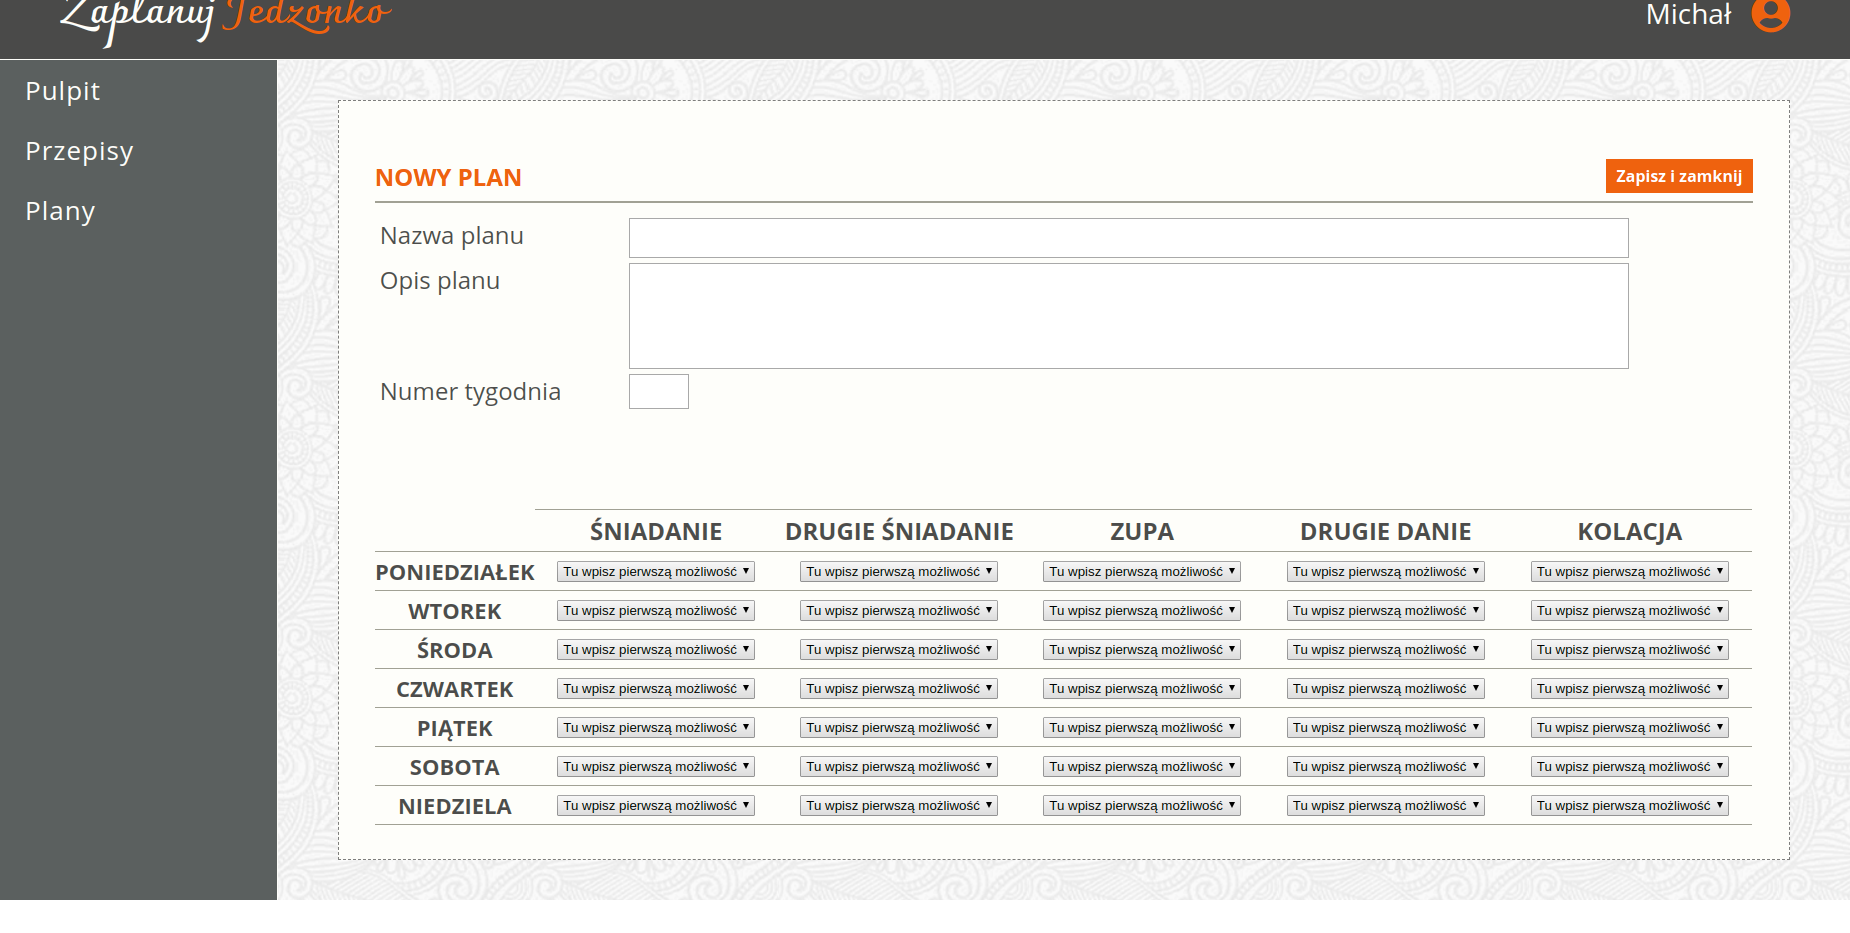 Zaplanuj Jedzonko
Michał
Pulpit
Przepisy
Plany
NOWY PLAN
Zapisz i zamknij
Nazwa planu
Opis planu
Numer tygodnia
ŚNIADANIE DRUGIE ŚNIADANIE ZUPA DRUGIE DANIE KOLACJA
PONIEDZIAŁEK Tu wpisz pierwszą możliwość Tu wpisz pierwszą możliwość Tu wpisz pierwszą możliwość Tu wpisz pierwszą możliwość Tu wpisz pierwszą możliwość
WTOREK Tu wpisz pierwszą możliwość Tu wpisz pierwszą możliwość Tu wpisz pierwszą możliwość Tu wpisz pierwszą możliwość Tu wpisz pierwszą możliwość
ŚRODA Tu wpisz pierwszą możliwość Tu wpisz pierwszą możliwość Tu wpisz pierwszą możliwość Tu wpisz pierwszą możliwość Tu wpisz pierwszą możliwość
CZWARTEK Tu wpisz pierwszą możliwość Tu wpisz pierwszą możliwość Tu wpisz pierwszą możliwość Tu wpisz pierwszą możliwość Tu wpisz pierwszą możliwość
PIĄTEK Tu wpisz pierwszą możliwość Tu wpisz pierwszą możliwość Tu wpisz pierwszą możliwość Tu wpisz pierwszą możliwość Tu wpisz pierwszą możliwość
SOBOTA Tu wpisz pierwszą możliwość Tu wpisz pierwszą możliwość Tu wpisz pierwszą możliwość Tu wpisz pierwszą możliwość Tu wpisz pierwszą możliwość
NIEDZIELA Tu wpisz pierwszą możliwość Tu wpisz pierwszą możliwość Tu wpisz pierwszą możliwość Tu wpisz pierwszą możliwość Tu wpisz pierwszą możliwość